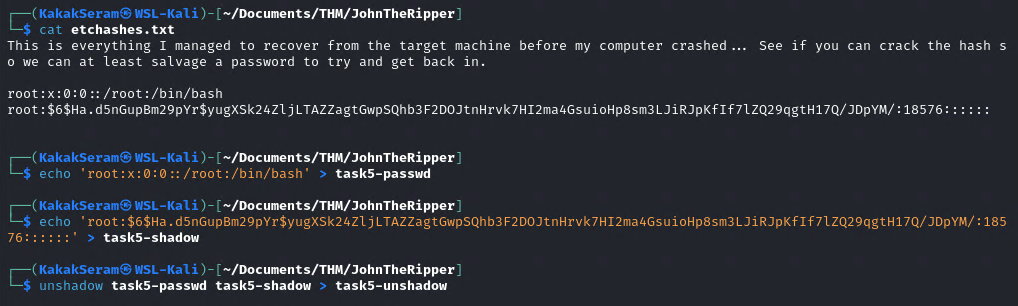 ┌──(KakakSeram㉿WSL-Kali)-[~/Documents/THM/JohnTheRipper]
└─$ cat etchashes.txt
This is everything I managed to recover from the target machine before my computer crashed... See if you can crack the hash s
o we can at least salvage a password to try and get back in.
root:x:0:0::/root:/bin/bash
root:$6$Ha.d5nGupBm29pYr$yugXSk24ZljLTAZZagtGwpSQhb3F2DOJtnHrvk7HI2ma4GsuioHp8sm3LJiRJpKfIf7lZQ29qgtH17Q/JDpYM/:18576::::::
┌──(KakakSeram㉿WSL-Kali)-[~/Documents/THM/JohnTheRipper]
└─$ echo 'root:x:0:0::/root:/bin/bash' > task5-passwd
┌──(KakakSeram㉿WSL-Kali)-[~/Documents/THM/JohnTheRipper]
└─$ echo 'root:$6$Ha.d5nGupBm29pYr$yugXSk24ZljLTAZZagtGwpSQhb3F2DOJtnHrvk7HI2ma4GsuioHp8sm3LJiRJpKfIf7lZQ29qgtH17Q/JDpYM/:185
76::::::' > task5-shadow
┌──(KakakSeram㉿WSL-Kali)-[~/Documents/THM/JohnTheRipper]
└─$ unshadow task5-passwd task5-shadow > task5-unshadow